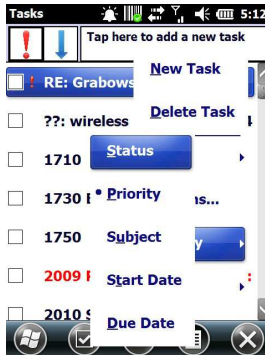 Tasks 5:12
Tap here to add a new task
RE: Grabows
New Task
??: wireless
Delete Task
4
Status
1710
1730
Priority
ns...
1750
Subject
y
2009
Start Date
:
2010
Due Date